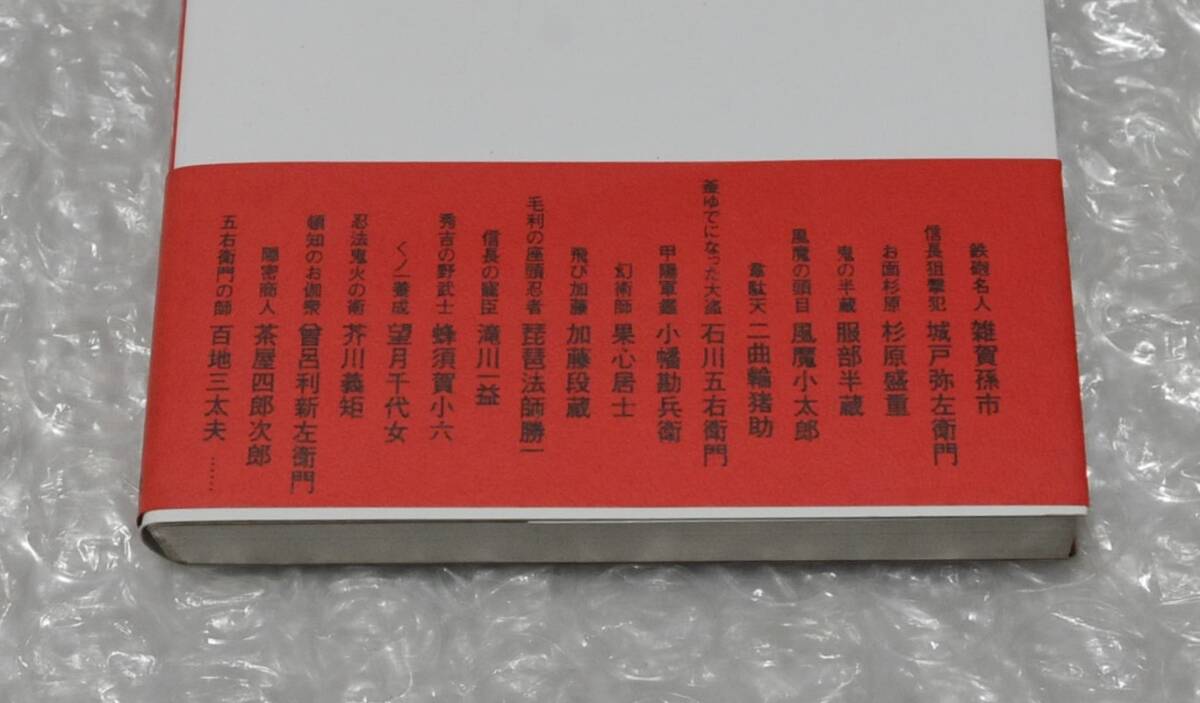 鉄砲名人 雑賀孫市
信長狙撃犯 城戸弥左衛門
お面杉原 杉原盛重
鬼の半蔵 服部半蔵
風魔の頭目 風魔小太郎
韋駄天 二曲輪猪助
釜ゆでになった大盗 石川五右衛門
甲陽軍鑑 小幡勘兵衛
幻術師 果心居士
飛び加藤 加藤段蔵
毛利の座頭忍者 琵琶法師勝一
信長の寵臣 滝川一益
秀吉の野武士 蜂須賀小六
くノ一養成 望月千代女
忍法鬼火の術 芥川義矩
頓知のお伽衆 曾呂利新左衛門
隠密商人 茶屋四郎次郎
五右衛門の師 百地三太夫……